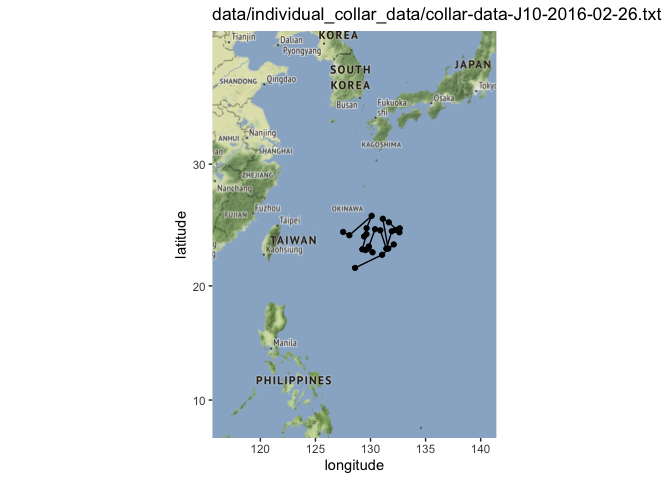 data/individual_collar_data/collar-data-J10-2016-02-26.txt
KOREA
Tianjin
Dalian
Pyongyang
JAPAN
SOUTH
KOREA
SHANDONG
Qingdao
Tokyo
Osaka
Busan
Fukuoka
shi
Nanjing
ANHUI
KAGOSHIMA
SHANGHAI
30
ZHEJIANG
Nanchang
Fuzhou
OKINAWA
FUJIAN
Taipei
latitude
TAIWAN
Kaohsiung
20
Manila
PHILIPPINES
10
120
125
130
135
140
longitude